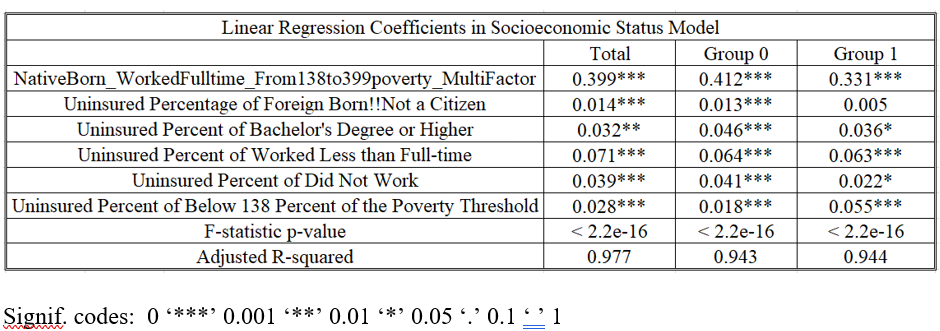 Linear Regression Coefficients in Socioeconomic Status Model
Total Group 0 Group 1
NativeBorn_WorkedFulltime_From138to399poverty_MultiFactor 0.399*** 0.412*** 0.331***
Uninsured Percentage of Foreign Born!!Not a Citizen 0.014*** 0.013*** 0.005
Uninsured Percent of Bachelor's Degree or Higher 0.032** 0.046*** 0.036*
Uninsured Percent of Worked Less than Full-time 0.071*** 0.064*** 0.063***
Uninsured Percent of Did Not Work 0.039*** 0.041*** 0.022*
Uninsured Percent of Below 138 Percent of the Poverty Threshold 0.028*** 0.018*** 0.055***
F-statistic p-value < 2.2e-16 < 2.2e-16 < 2.2e-16
Adjusted R-squared 0.977 0.943 0.944
Signif. codes: 0 ‘***’ 0.001 ‘**’ 0.01 ‘*’ 0.05 ‘.’ 0.1 ‘ ’ 1